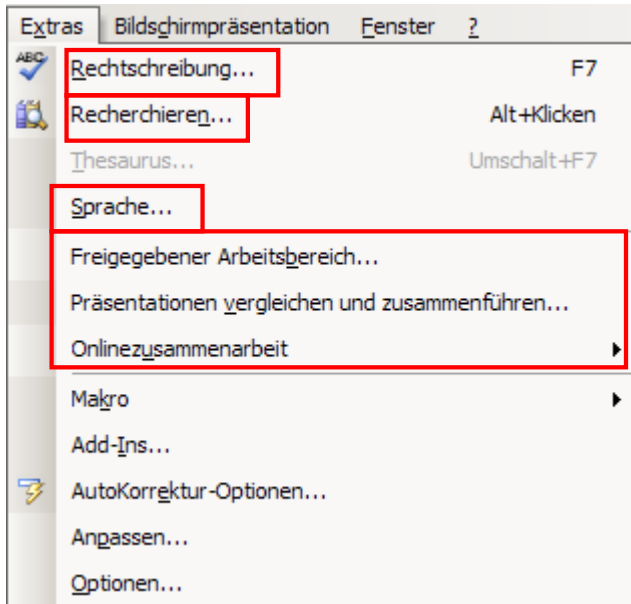 Extras Bildschirmpräsentation Fenster ?
ABC Rechtschreibung... F7
Recherchieren... Alt+Klicken
Thesaurus... Umschalt+F7
Sprache...
Freigegebener Arbeitsbereich...
Präsentationen vergleichen und zusammenführen...
Onlinezusammenarbeit
Makro
Add-Ins...
AutoKorrektur-Optionen...
Anpassen...
Optionen...